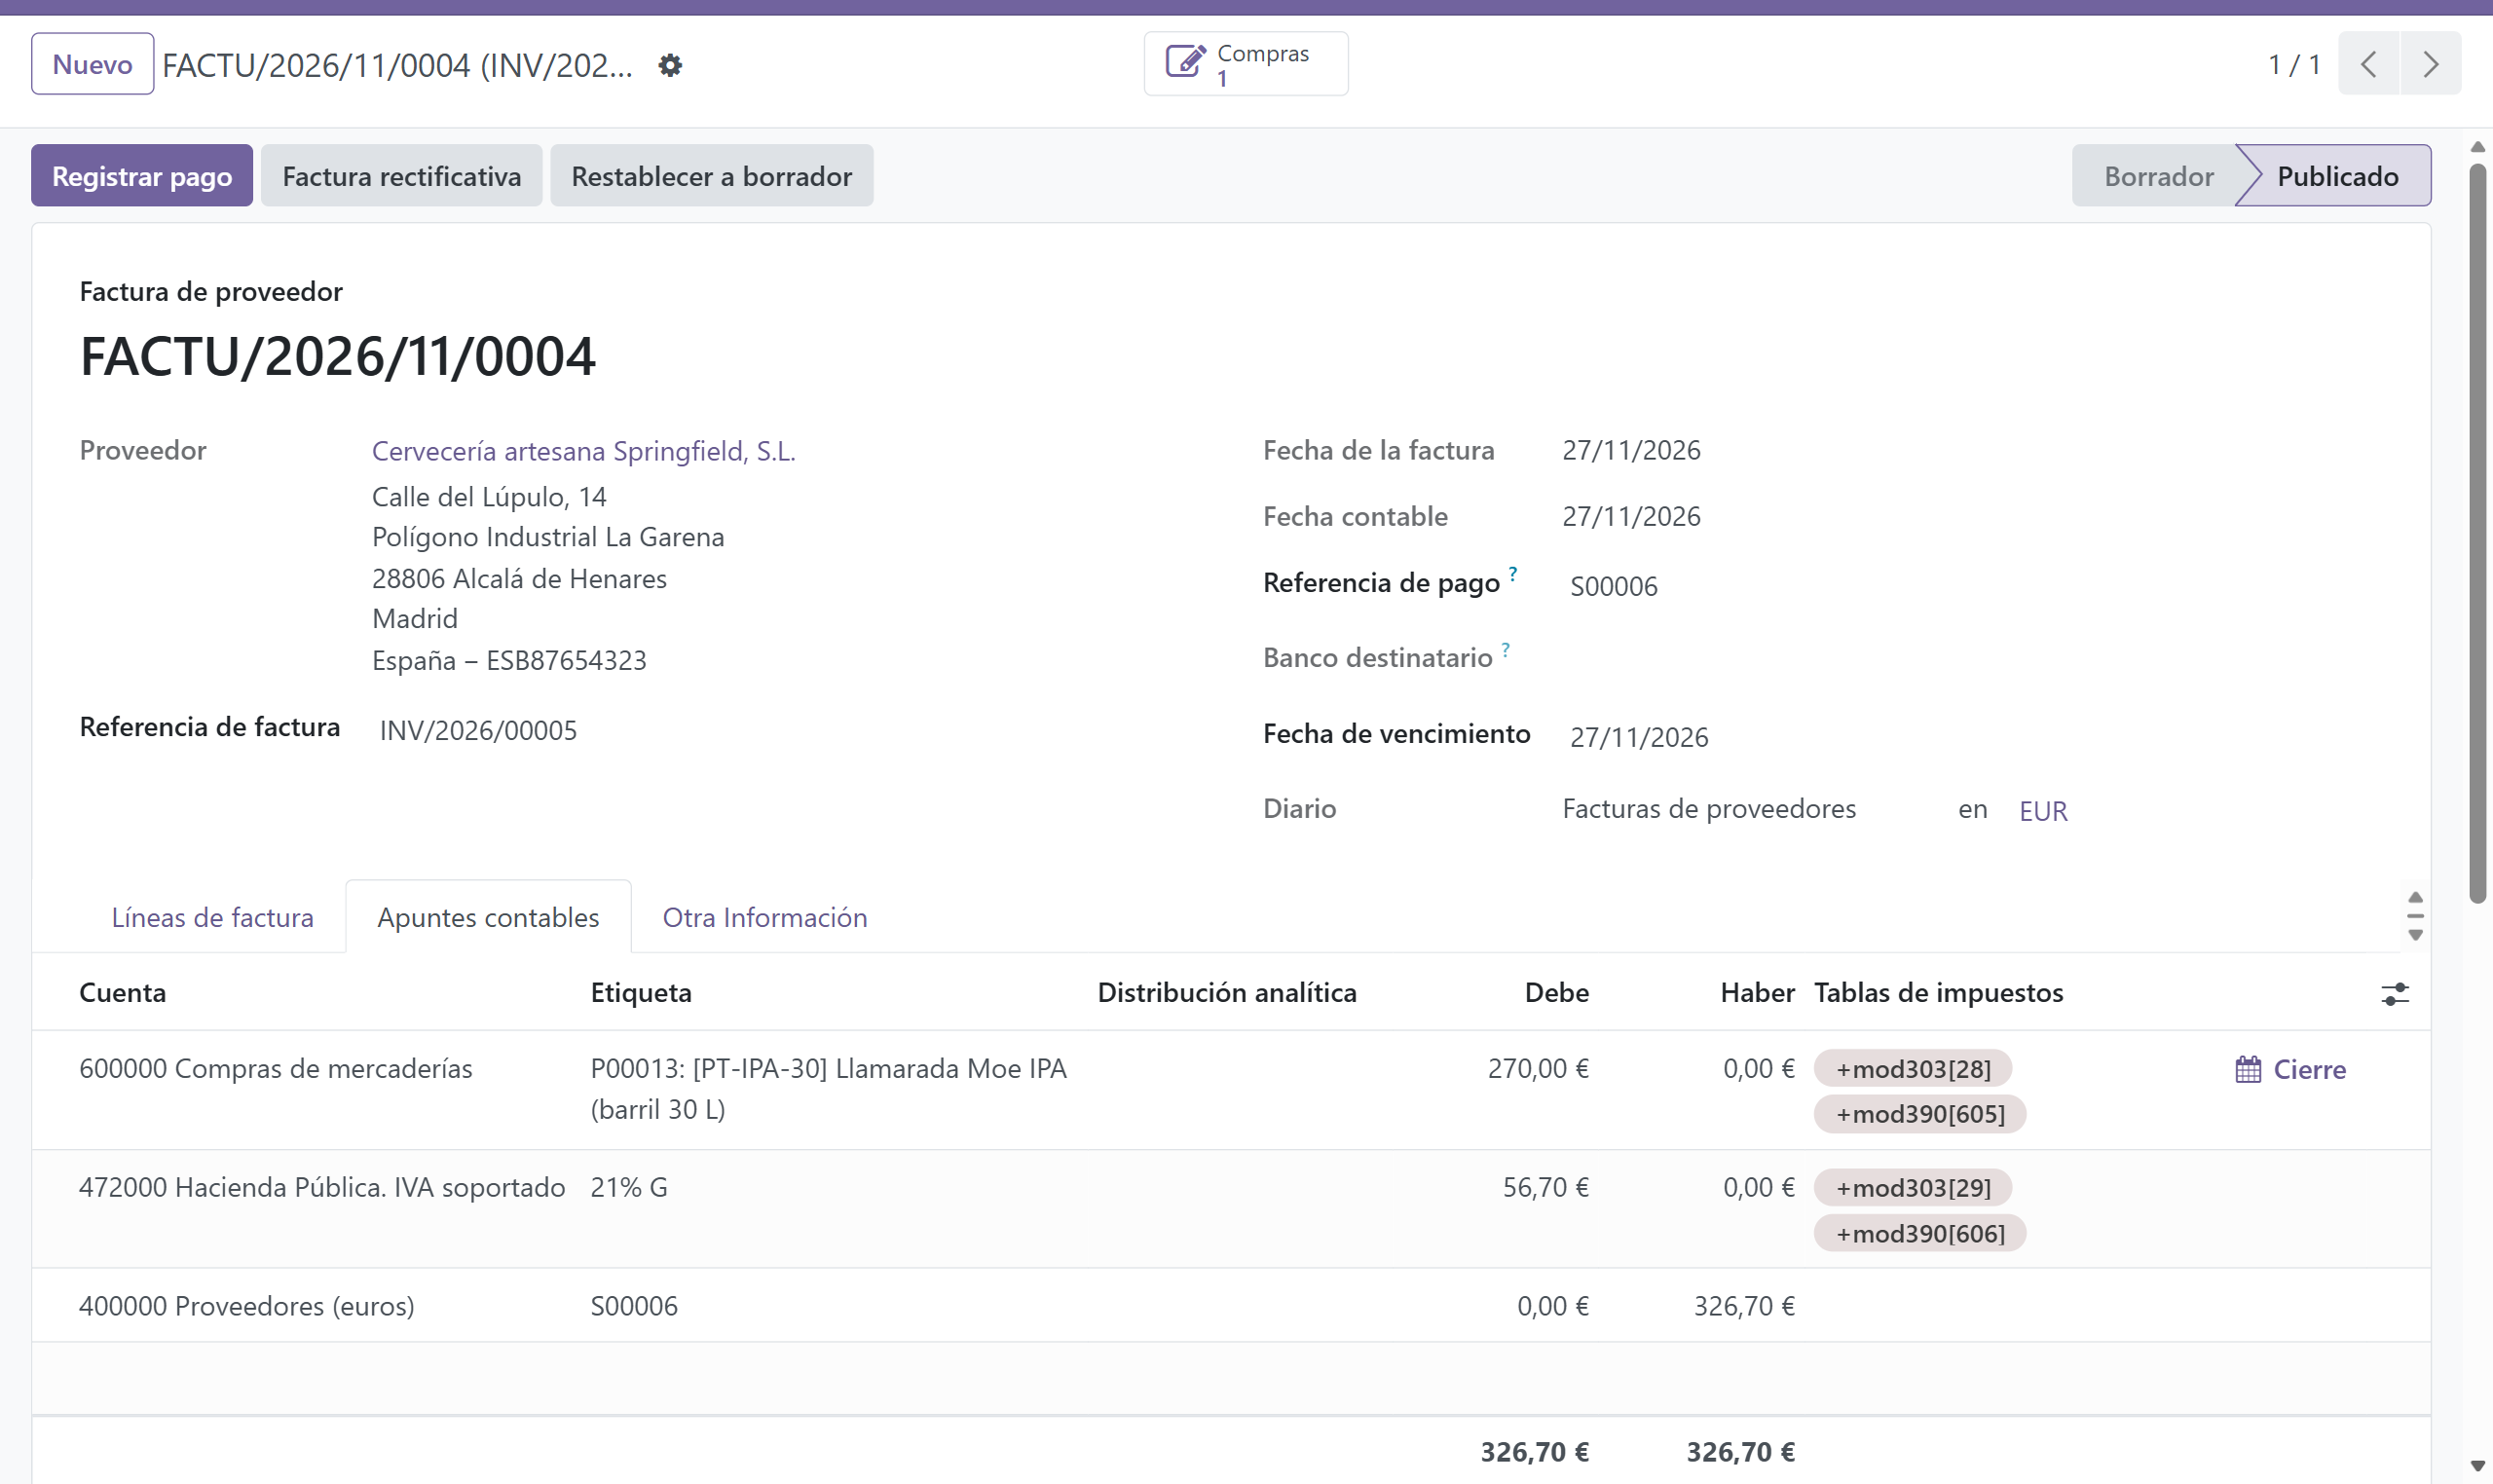 Nuevo
FACTU/2026/11/0004 (INV/202...
Compras
1
1 / 1
Registrar pago
Factura rectificativa
Restablecer a borrador
Borrador
Publicado
Factura de proveedor
FACTU/2026/11/0004
Proveedor
Cervecería artesana Springfield, S.L.
Calle del Lúpulo, 14
Polígono Industrial La Garena
28806 Alcalá de Henares
Madrid
España – ESB87654323
Referencia de factura
INV/2026/00005
Fecha de la factura
27/11/2026
Fecha contable
27/11/2026
Referencia de pago ?
S00006
Banco destinatario ?
Fecha de vencimiento
27/11/2026
Diario
Facturas de proveedores
en
EUR
Líneas de factura
Apuntes contables
Otra Información
Cuenta
Etiqueta
Distribución analítica
Debe
Haber
Tablas de impuestos
600000 Compras de mercaderías
P00013: [PT-IPA-30] Llamarada Moe IPA
(barril 30 L)
270,00 €
0,00 €
+mod303[28]
+mod390[605]
Cierre
472000 Hacienda Pública. IVA soportado
21% G
56,70 €
0,00 €
+mod303[29]
+mod390[606]
400000 Proveedores (euros)
S00006
0,00 €
326,70 €
326,70 €
326,70 €